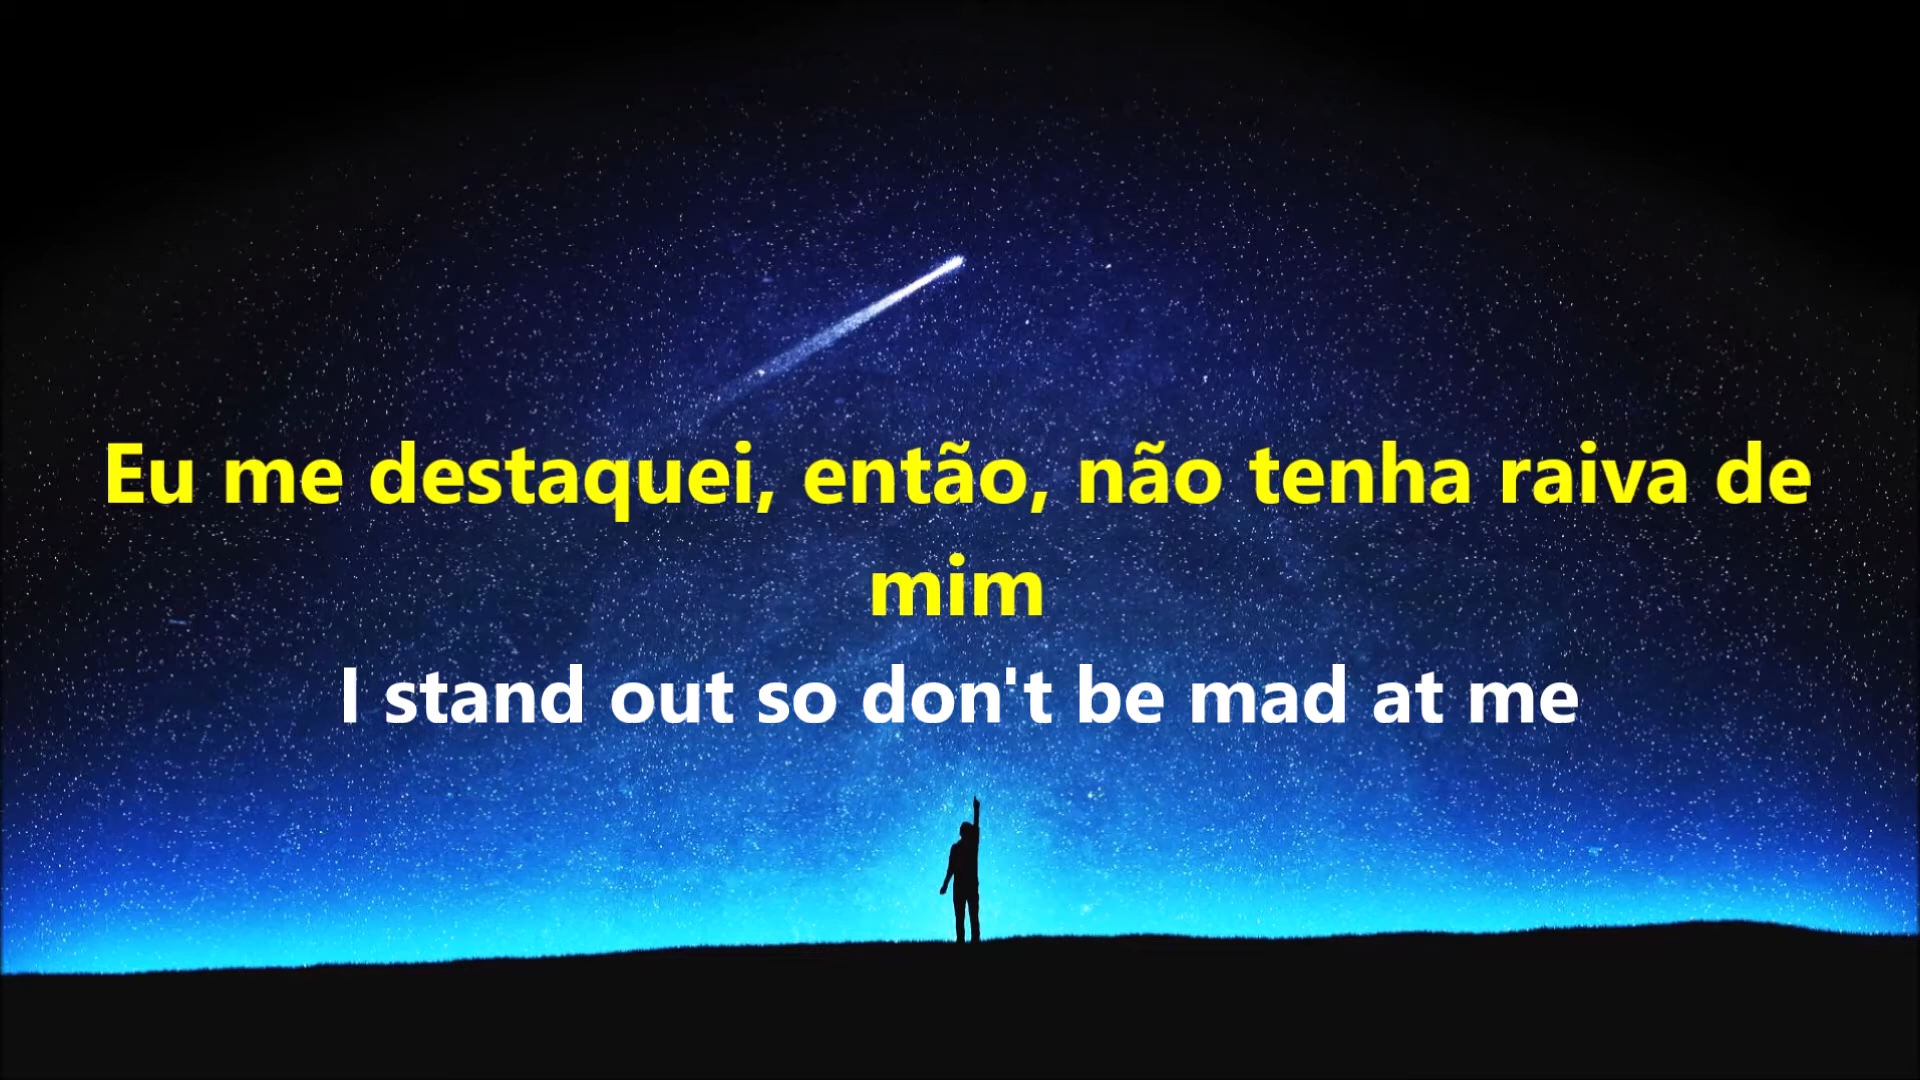 Eu me destaquei, então, não tenha raiva de
mim
I stand out so don't be mad at me